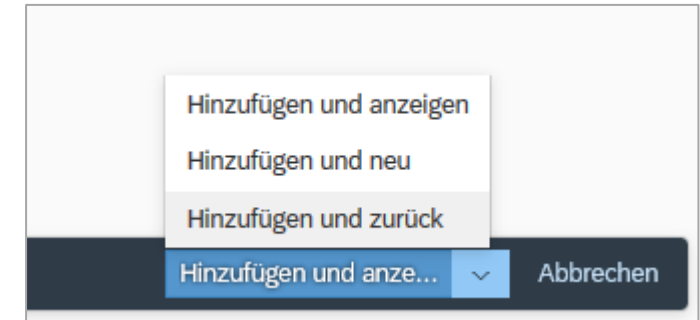 Hinzufügen und anzeigen
Hinzufügen und neu
Hinzufügen und zurück
Hinzufügen und anze... Abbrechen